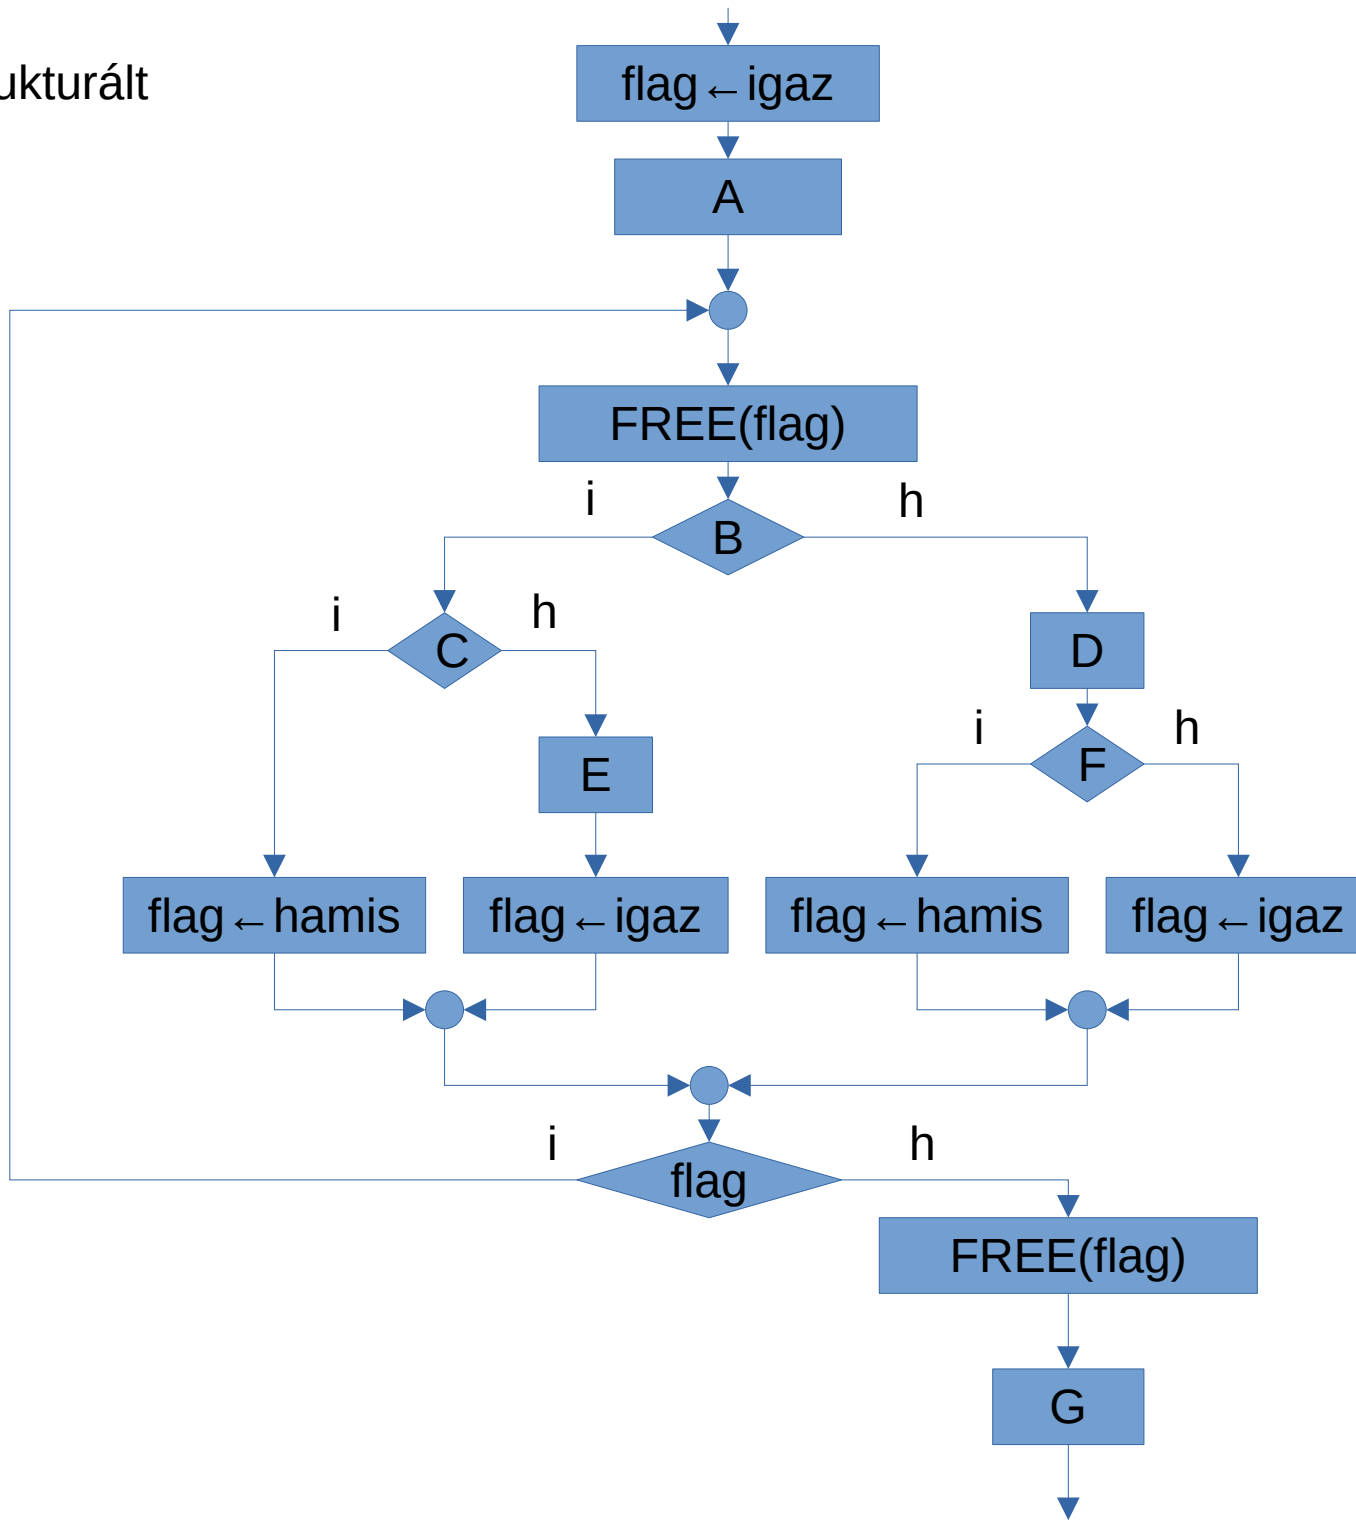 ukturált
flag←igaz
A
FREE(flag)
i
h
B
i
h
C
D
i
h
E
F
flag←hamis
flag←igaz
flag←hamis
flag←igaz
i
h
flag
FREE(flag)
G